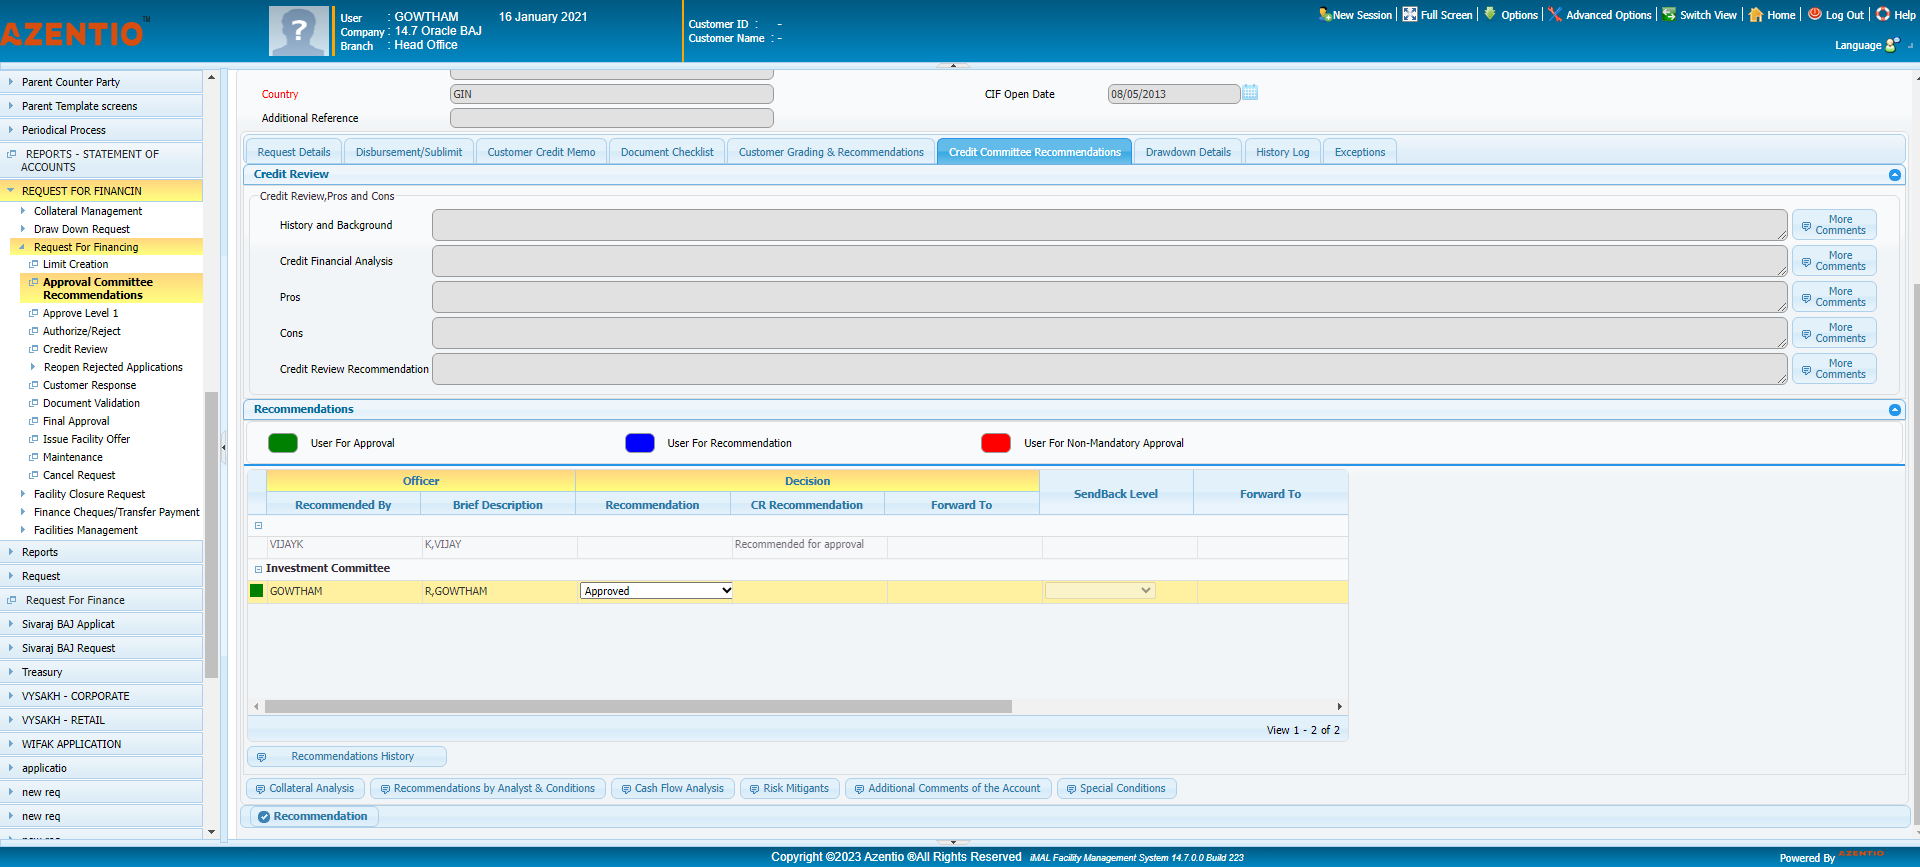 AZENTIO™
User : GOWTHAM 16 January 2021
Company : 14.7 Oracle BAJ
Branch : Head Office
Customer ID : -
Customer Name : -
New Session | Full Screen | Options | Advanced Options | Switch View | Home | Log Out | Help
Language
Parent Counter Party
Parent Template screens
Periodical Process
REPORTS - STATEMENT OF
ACCOUNTS
REQUEST FOR FINANCIN
Collateral Management
Draw Down Request
Request For Financing
Limit Creation
Approval Committee
Recommendations
Approve Level 1
Authorize/Reject
Credit Review
Reopen Rejected Applications
Customer Response
Document Validation
Final Approval
Issue Facility Offer
Maintenance
Cancel Request
Facility Closure Request
Finance Cheques/Transfer Payment
Facilities Management
Reports
Request
Request For Finance
Sivaraj BAJ Applicat
Sivaraj BAJ Request
Treasury
VYSAKH - CORPORATE
VYSAKH - RETAIL
WIFAK APPLICATION
applicatio
new req
new req
Country GIN CIF Open Date 08/05/2013
Additional Reference
Request Details Disbursement/Sublimit Customer Credit Memo Document Checklist Customer Grading & Recommendations Credit Committee Recommendations Drawdown Details History Log Exceptions
Credit Review
Credit Review,Pros and Cons
History and Background More
Comments
Credit Financial Analysis More
Comments
Pros More
Comments
Cons More
Comments
Credit Review Recommendation More
Comments
Recommendations
User For Approval User For Recommendation User For Non-Mandatory Approval
Officer Decision SendBack Level Forward To
Recommended By Brief Description Recommendation CR Recommendation Forward To
VIJAYK K,VIJAY Recommended for approval
Investment Committee
GOWTHAM R,GOWTHAM Approved
View 1 - 2 of 2
Recommendations History
Collateral Analysis Recommendations by Analyst & Conditions Cash Flow Analysis Risk Mitigants Additional Comments of the Account Special Conditions
Recommendation
Copyright ©2023 Azentio ®All Rights Reserved iMAL Facility Management System 14.7.0.0 Build 223
Powered By AZENTIO